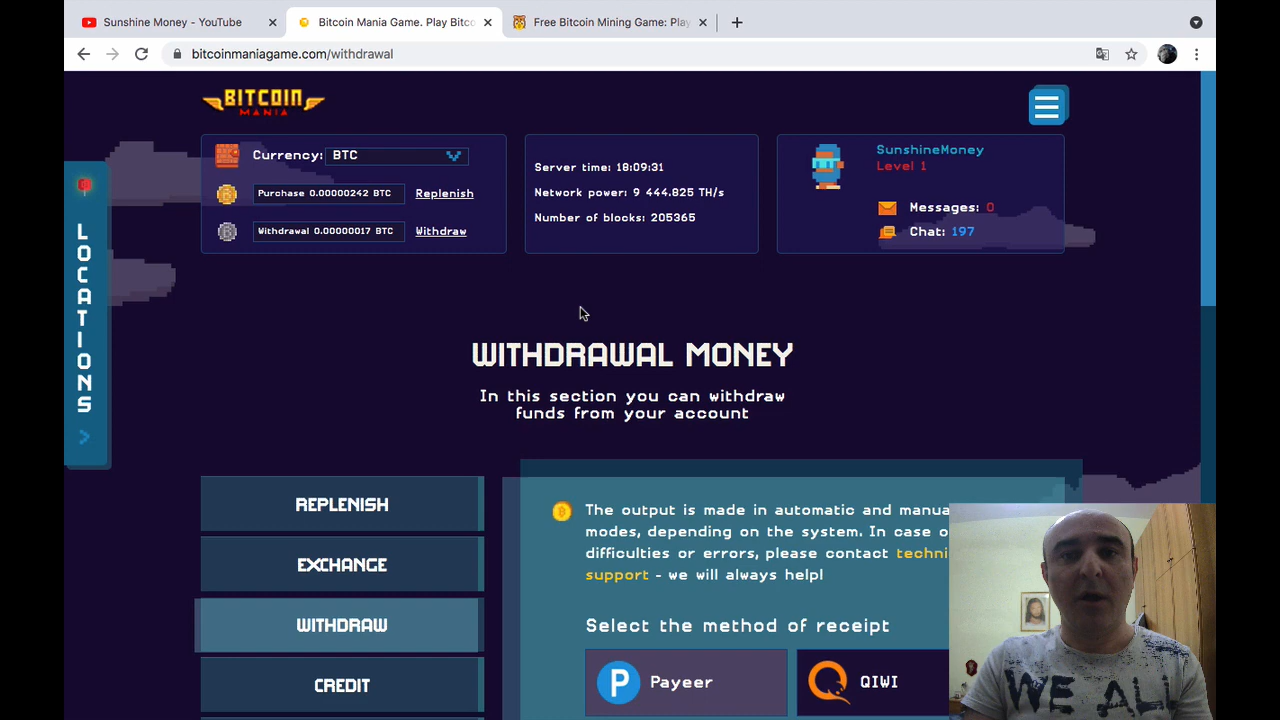 Sunshine Money - YouTube
Bitcoin Mania Game. Play Bitco
Free Bitcoin Mining Game: Play
bitcoinmaniagame.com/withdrawal
BITCOIN
MANIA
Currency: BTC
Purchase 0.00000242 BTC Replenish
Withdrawal 0.00000017 BTC Withdraw
Server time: 18:09:31
Network power: 9 444.825 TH/s
Number of blocks: 205365
SunshineMoney
Level 1
Messages: 0
Chat: 197
LOCATIONS
WITHDRAWAL MONEY
In this section you can withdraw
funds from your account
REPLENISH
EXCHANGE
WITHDRAW
CREDIT
The output is made in automatic and manua
modes, depending on the system. In case o
difficulties or errors, please contact techni
support - we will always help!
Select the method of receipt
P Payeer
QIWI
WE ALL